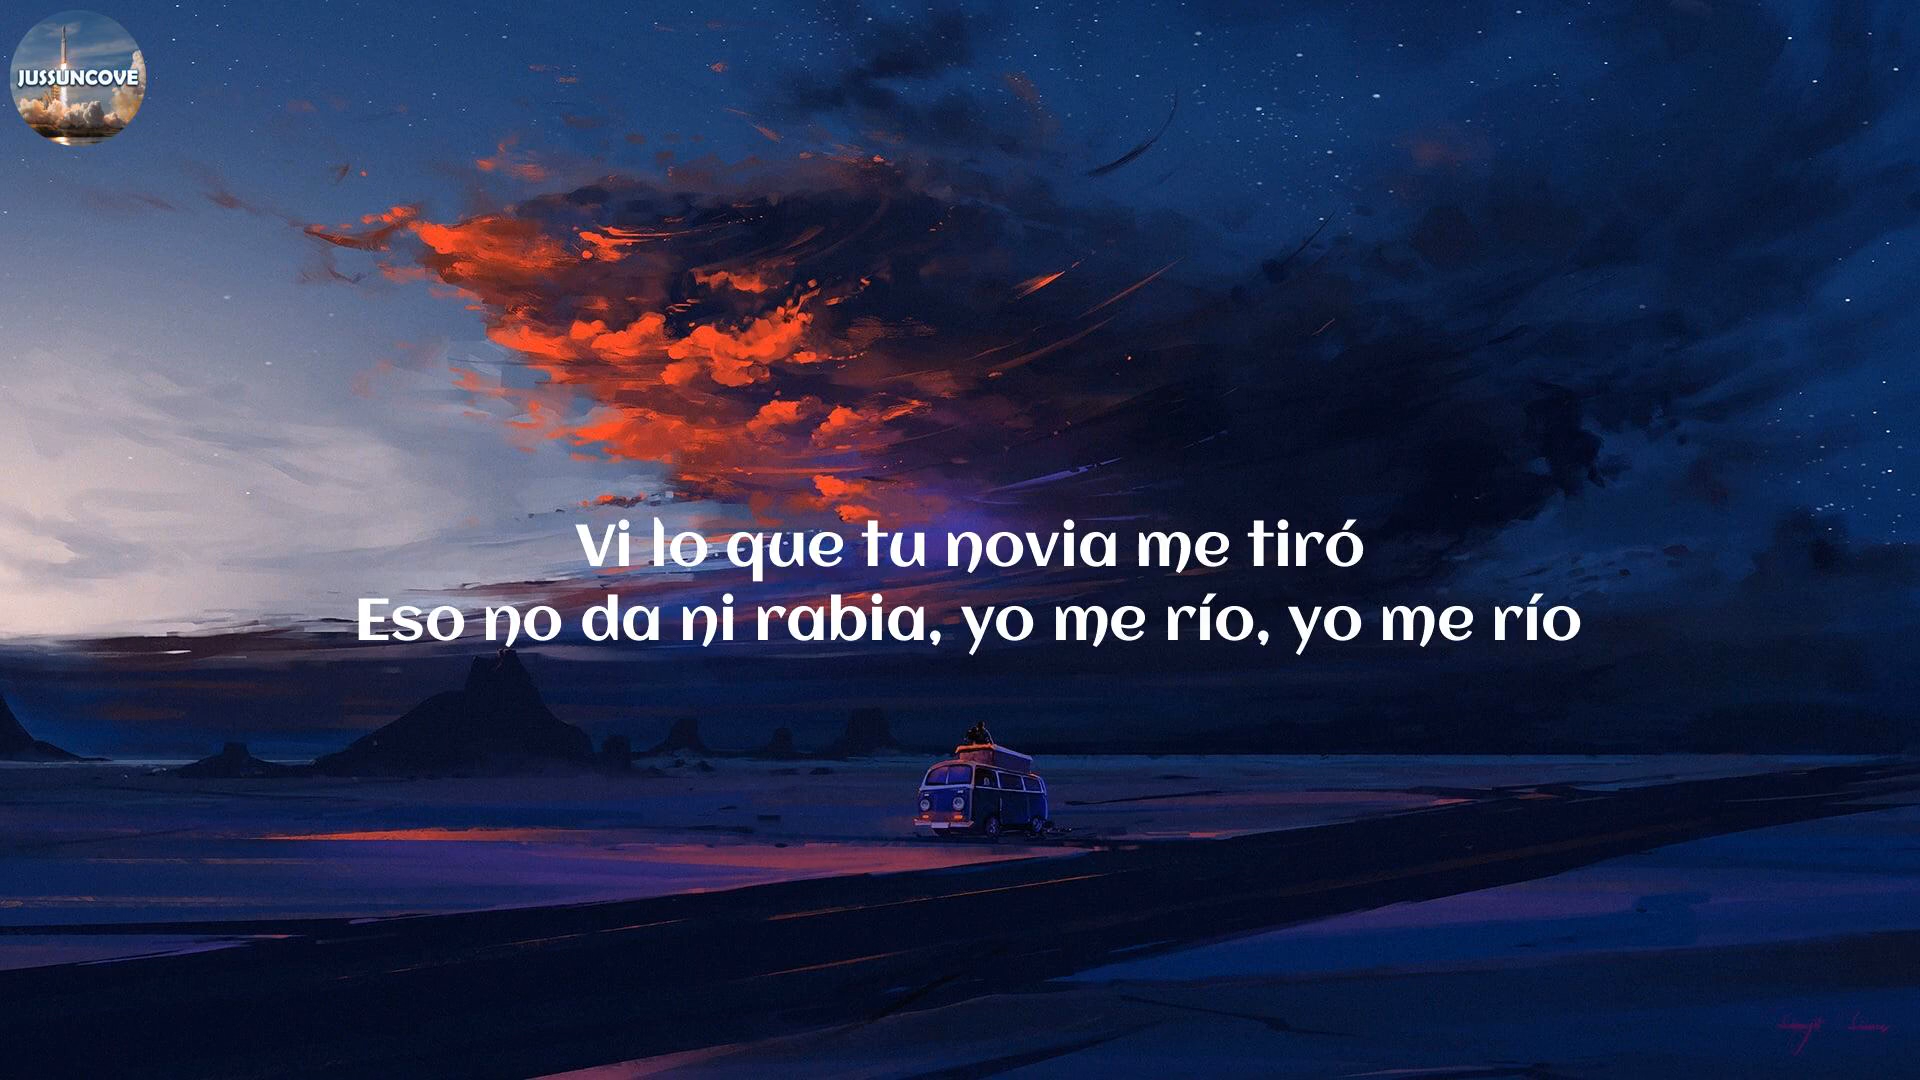 JUSSUNCOVE
Vi lo que tu novia me tiró
Eso no da ni rabia, yo me río, yo me río